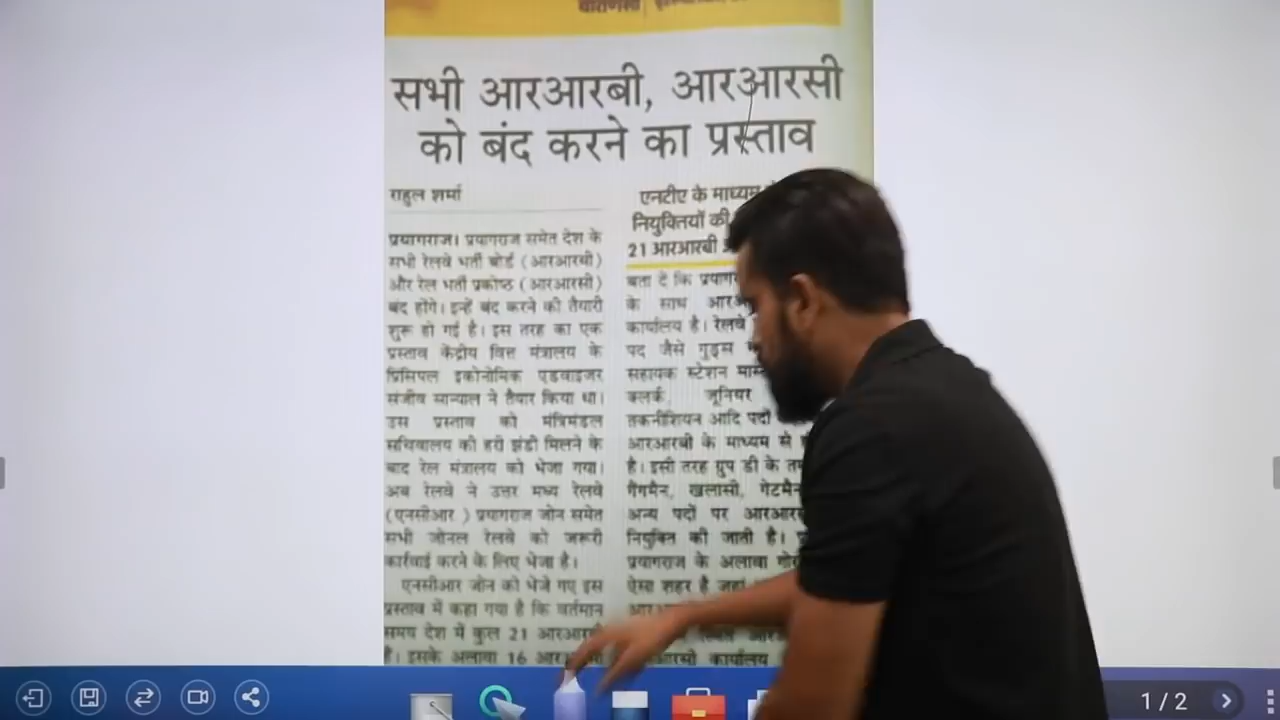 सभी आरआरबी, आरआरसी
को बंद करने का प्रस्ताव
राहुल शर्मा
प्रयागराज। प्रयागराज समेत देश के
सभी रेलवे भर्ती बोर्ड (आरआरबी)
और रेल भर्ती प्रकोष्ठ (आरआरसी)
बंद होंगे। इन्हें बंद करने की तैयारी
शुरू हो गई है। इस तरह का एक
प्रस्ताव केंद्रीय वित्त मंत्रालय के
प्रिंसिपल इकोनोमिक एडवाइजर
संजीव सान्याल ने तैयार किया था।
उस प्रस्ताव को मंत्रिमंडल
सचिवालय की हरी झंडी मिलने के
बाद रेल मंत्रालय को भेजा गया।
अब रेलवे ने उत्तर मध्य रेलवे
(एनसीआर ) प्रयागराज जोन समेत
सभी जोनल रेलवे को जरूरी
कार्रवाई करने के लिए भेजा है।
एनसीआर जोन को भेजे गए इस
प्रस्ताव में कहा गया है कि वर्तमान
समय देश में कुल 21
हैं। इसके अलावा 16
एनटीए के माध्यम
नियुक्तियों की
21 आरआरबी
बता दें कि
के साथ
कार्यालय है। रेलवे
पद जैसे गुड्स
सहायक स्टेशन
क्लर्क, जूनियर
तकनीशियन आदि पदों
आरआरबी के माध्यम से
है। इसी तरह ग्रुप डी के
गैंगमैन, खलासी, गेटमैन
अन्य पदों पर
नियुक्ति की जाती है।
प्रयागराज के अलावा
ऐसा शहर है जहां
कार्यालय
1 / 2